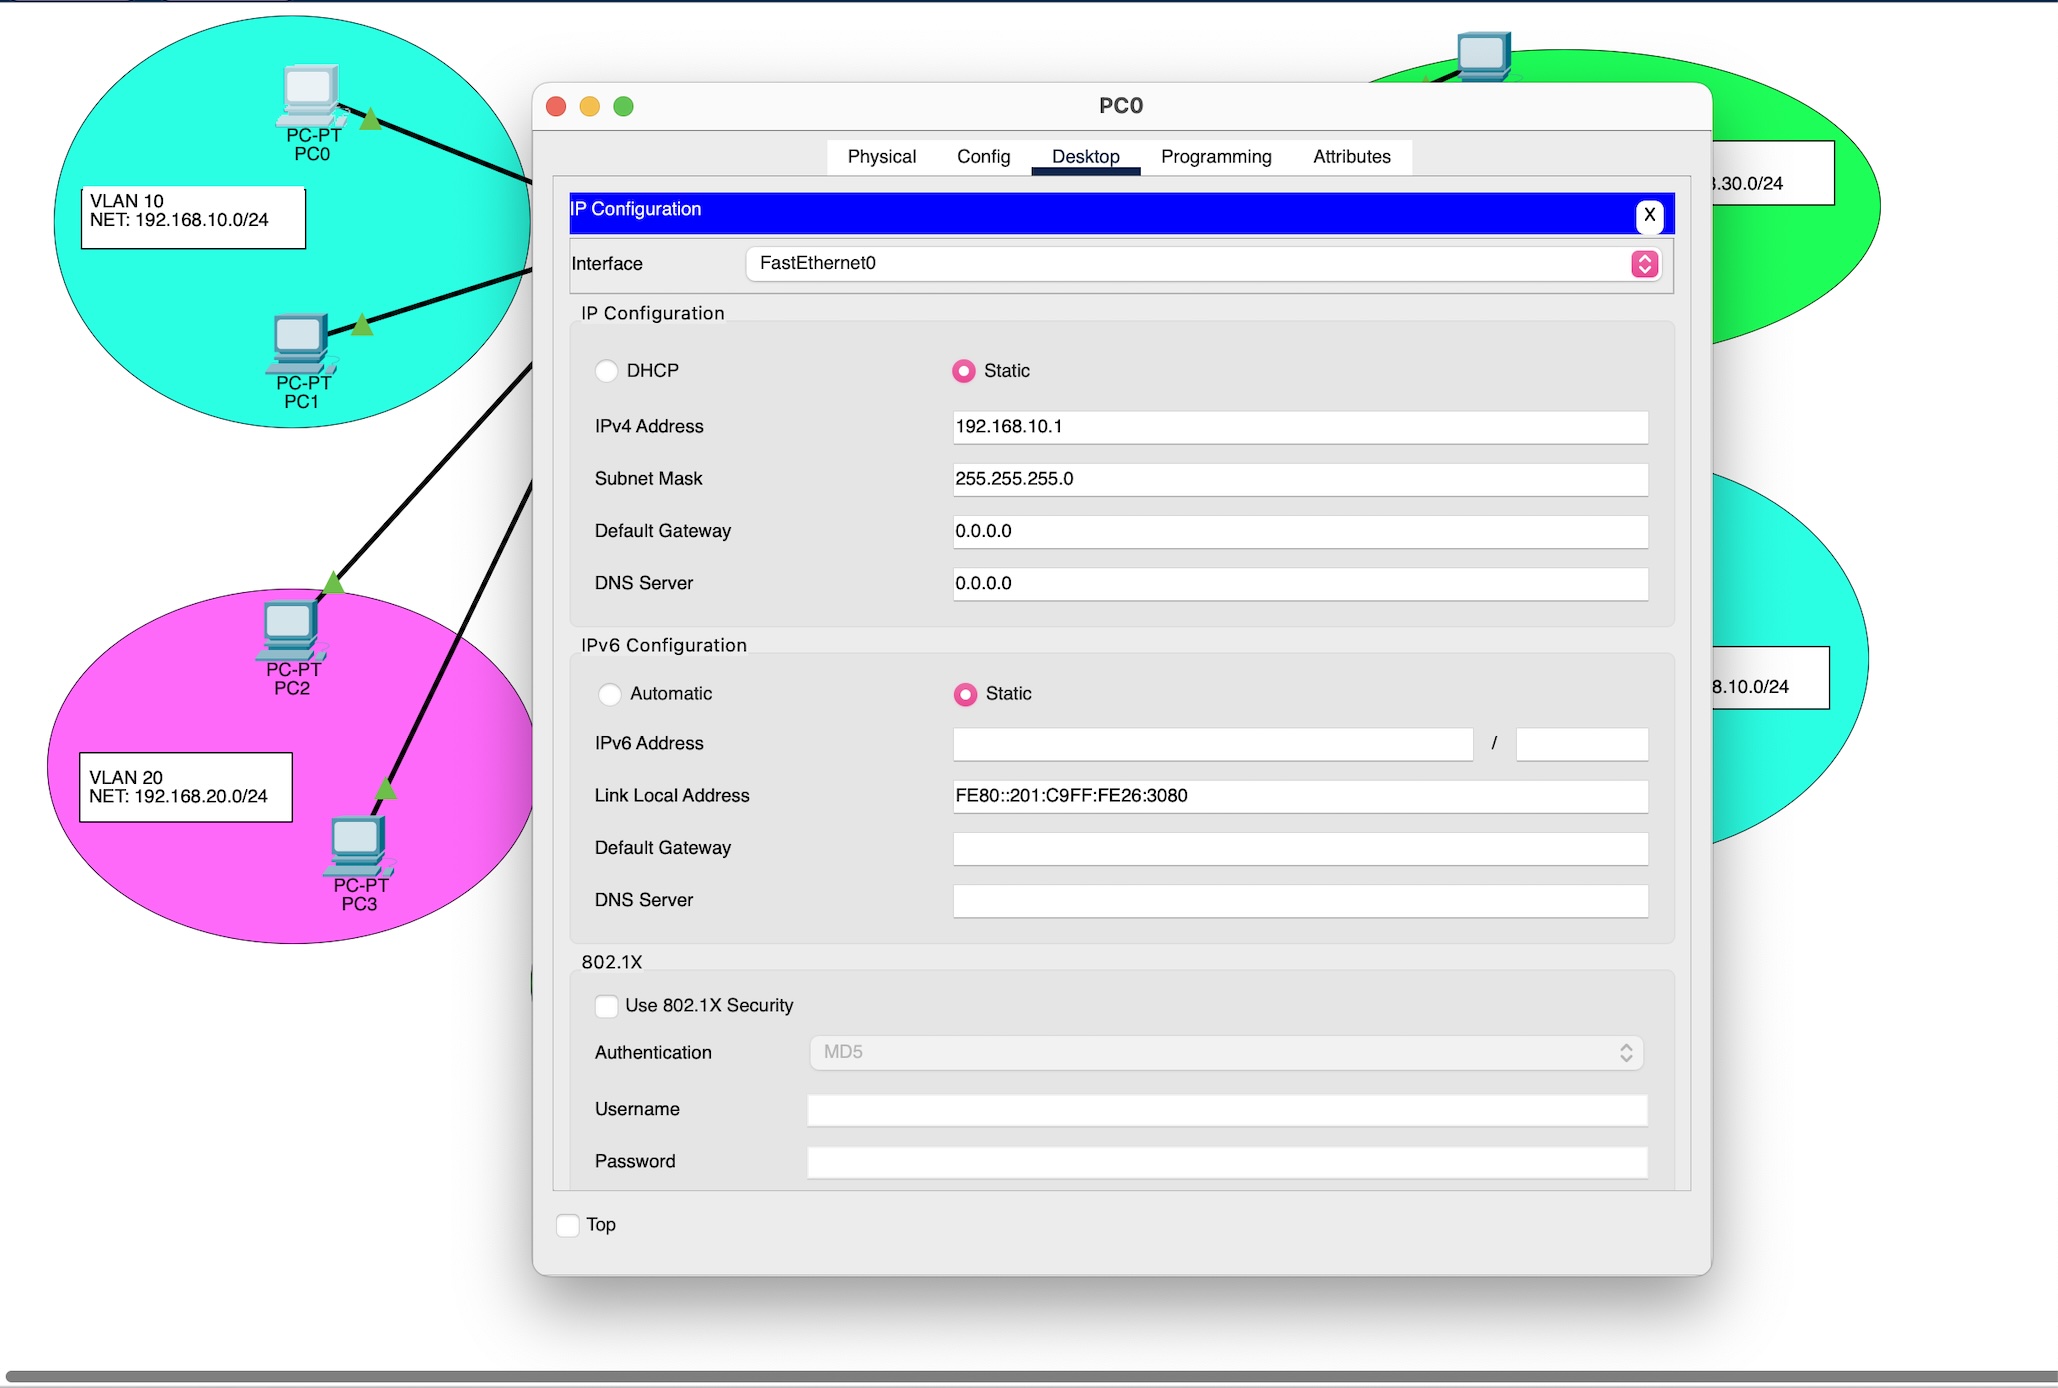 PC-PT
PC0
VLAN 10
NET: 192.168.10.0/24
PC-PT
PC1
PC-PT
PC2
VLAN 20
NET: 192.168.20.0/24
PC-PT
PC3
PC0
Physical Config Desktop Programming Attributes
IP Configuration
X
Interface FastEthernet0
IP Configuration
DHCP Static
IPv4 Address 192.168.10.1
Subnet Mask 255.255.255.0
Default Gateway 0.0.0.0
DNS Server 0.0.0.0
IPv6 Configuration
Automatic Static
IPv6 Address /
Link Local Address FE80::201:C9FF:FE26:3080
Default Gateway
DNS Server
802.1X
Use 802.1X Security
Authentication MD5
Username
Password
Top
.30.0/24
8.10.0/24